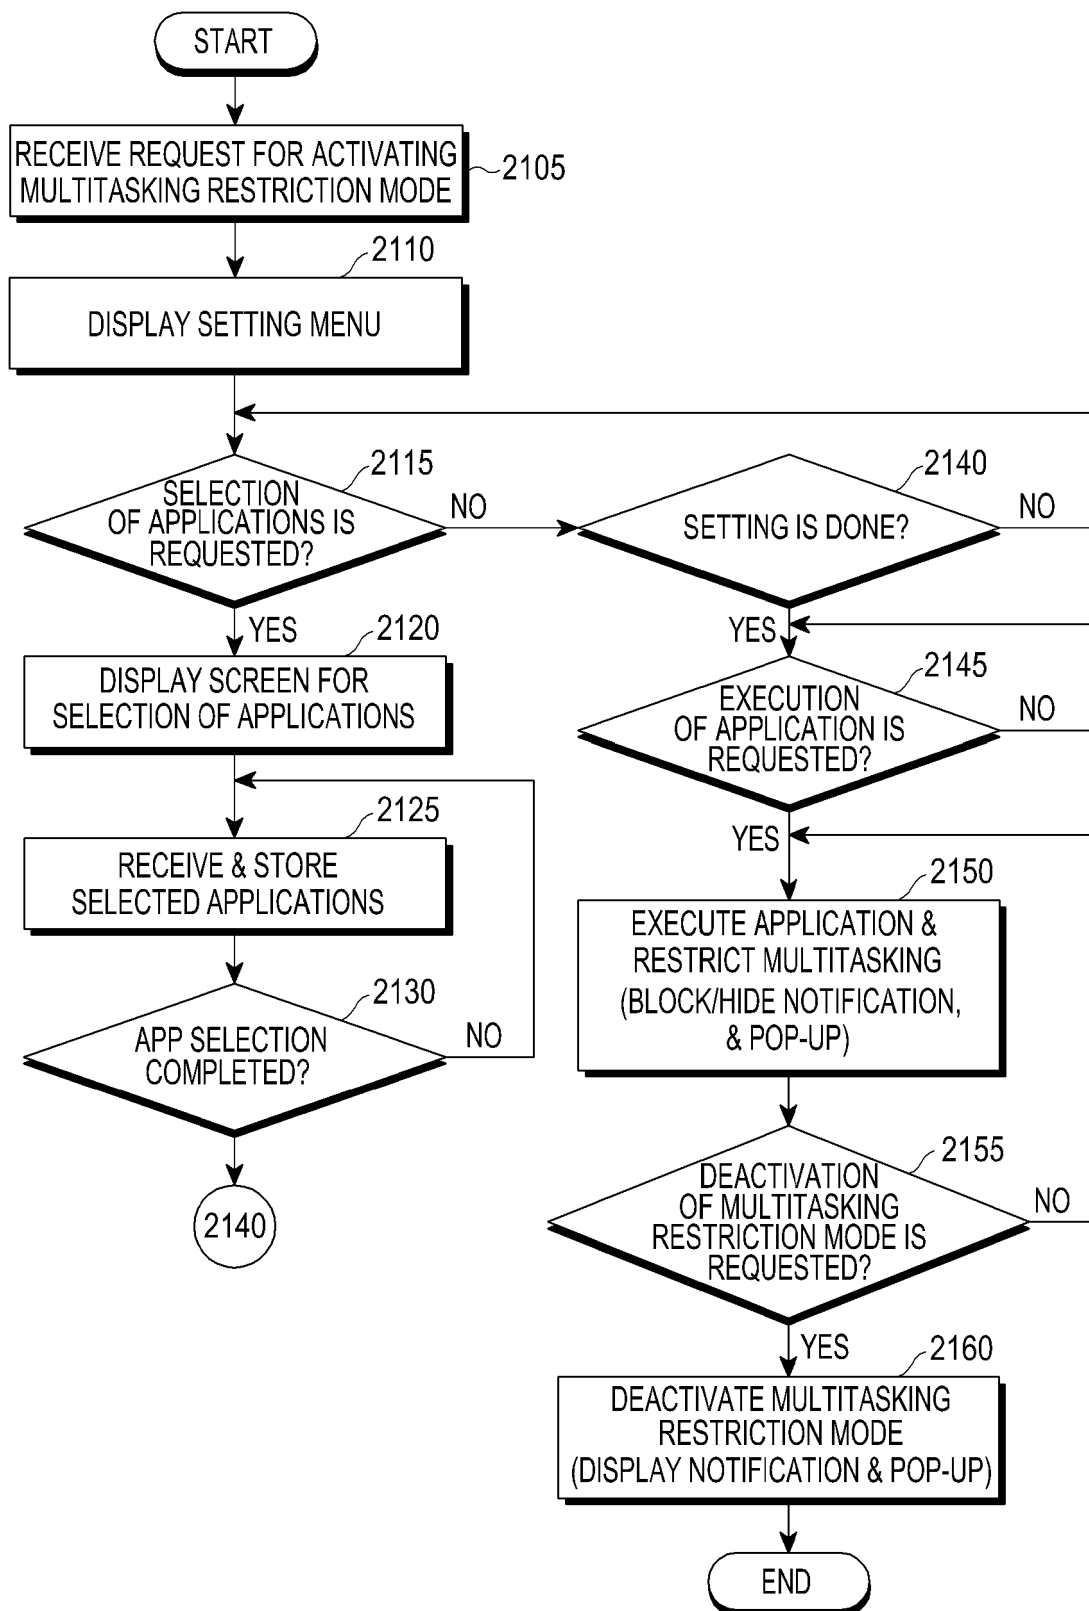 START
RECEIVE REQUEST FOR ACTIVATING
MULTITASKING RESTRICTION MODE
2105
2110
DISPLAY SETTING MENU
2115
SELECTION
OF APPLICATIONS IS
REQUESTED?
NO
YES
2140
SETTING IS DONE?
NO
YES
2120
DISPLAY SCREEN FOR
SELECTION OF APPLICATIONS
2145
EXECUTION
OF APPLICATION IS
REQUESTED?
NO
YES
2125
RECEIVE & STORE
SELECTED APPLICATIONS
2130
APP SELECTION
COMPLETED?
NO
2140
2150
EXECUTE APPLICATION &
RESTRICT MULTITASKING
(BLOCK/HIDE NOTIFICATION,
& POP-UP)
2155
DEACTIVATION
OF MULTITASKING
RESTRICTION MODE IS
REQUESTED?
NO
YES
2160
DEACTIVATE MULTITASKING
RESTRICTION MODE
(DISPLAY NOTIFICATION & POP-UP)
END